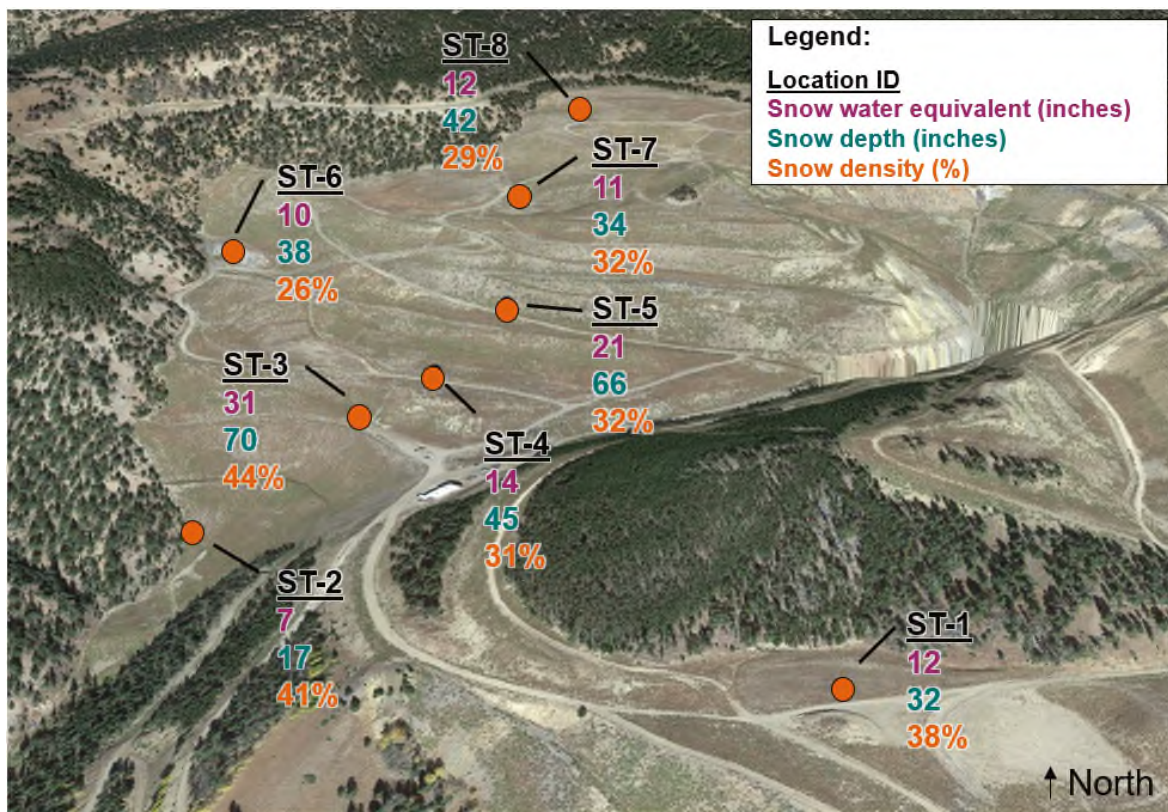 Legend:
Location ID
Snow water equivalent (inches)
Snow depth (inches)
Snow density (%)
ST-8
12
42
29%
ST-7
11
34
32%
ST-6
10
38
26%
ST-5
21
66
32%
ST-3
31
70
44%
ST-4
14
45
31%
ST-2
7
17
41%
ST-1
12
32
38%
↑ North